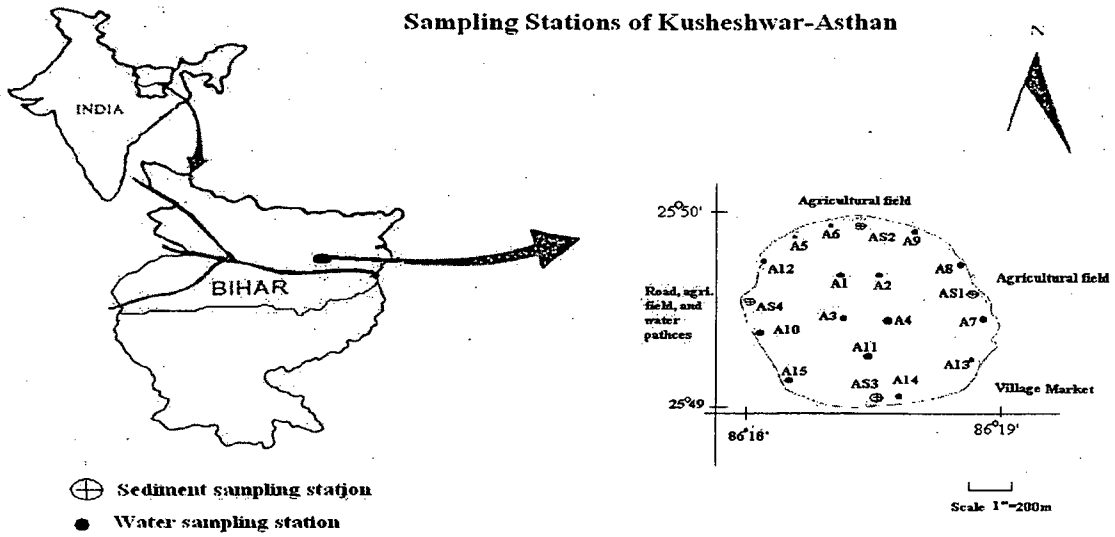 Sampling Stations of Kusheshwar-Asthan
N
INDIA
BIHAR
25°50'
Agricultural field
A6
AS2
A9
A5
A12
A8
A1
A2
Agricultural field
AS1
Road, agri.
field, and
water
pathces
AS4
A3
A4
A7
A10
A11
A13
A15
AS3
A14
Village Market
25°49
86°18'
86°19'
Sediment sampling station
Water sampling station
Scale 1"=200m